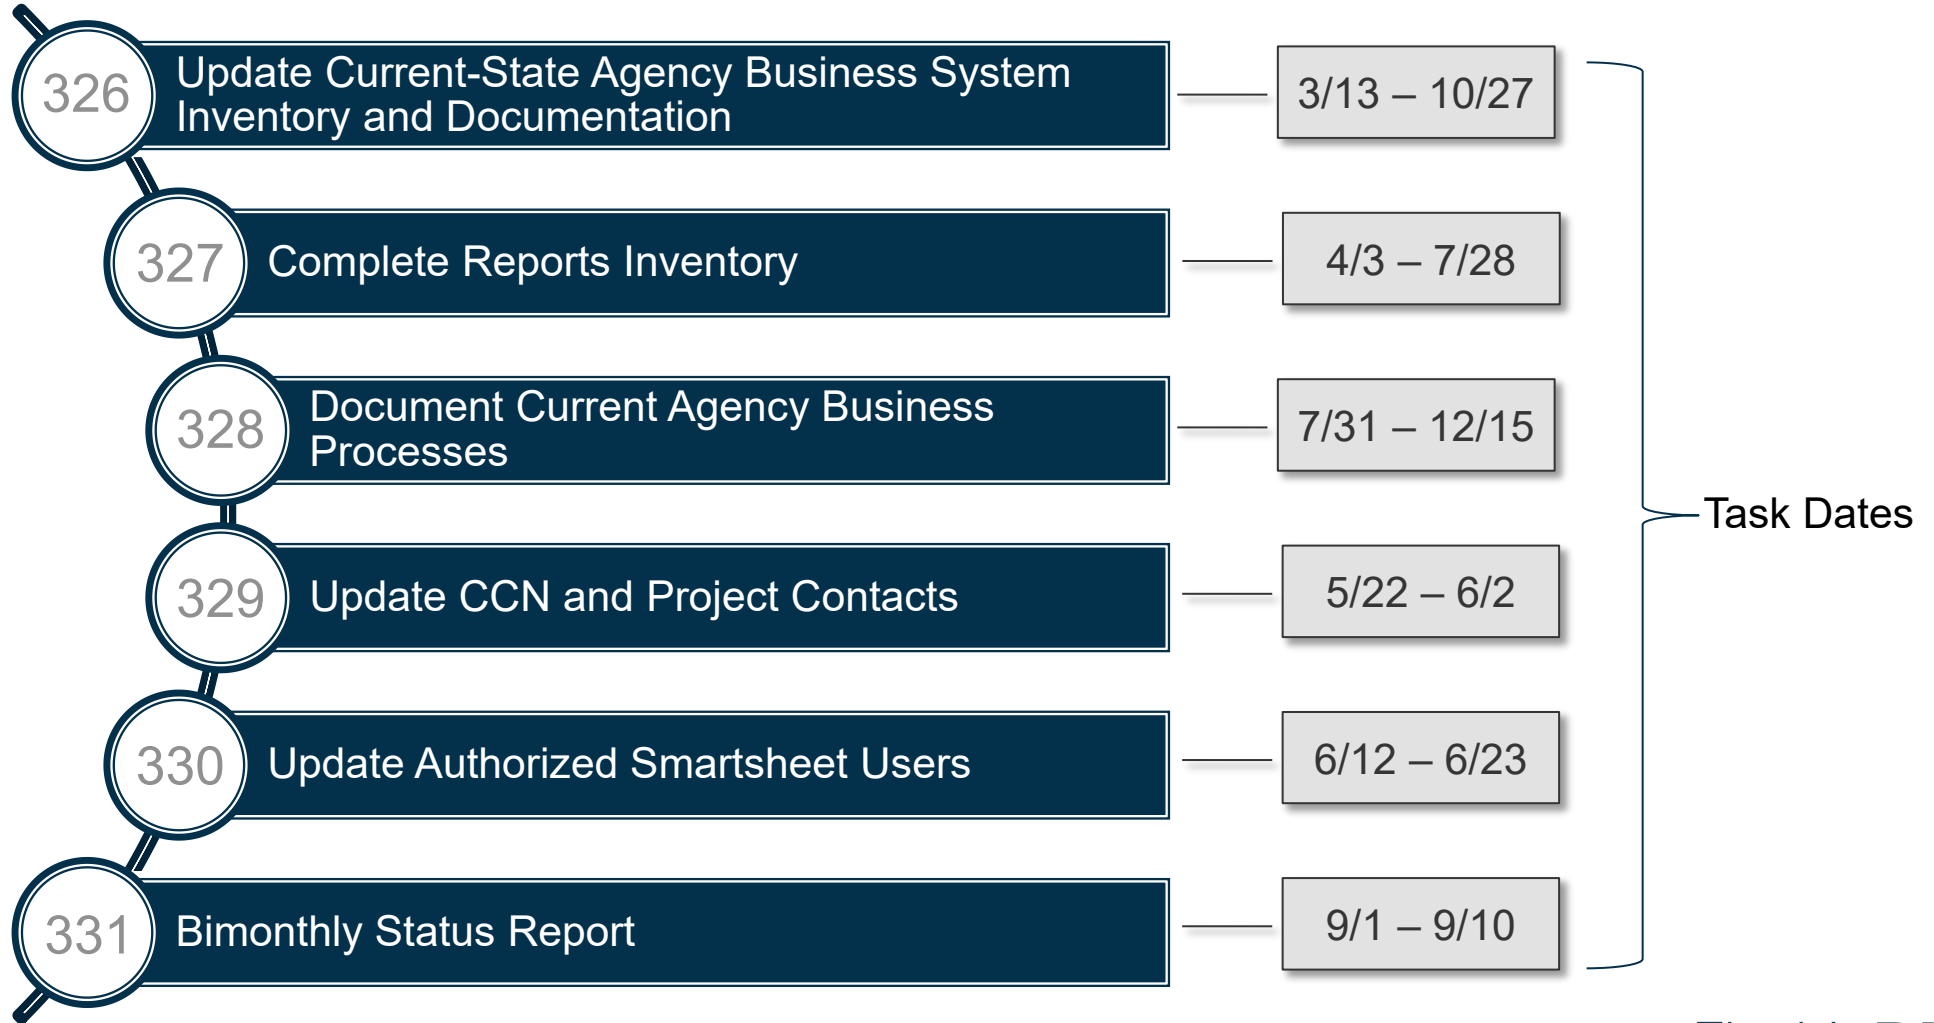 326
Update Current-State Agency Business System
Inventory and Documentation
3/13 – 10/27
327
Complete Reports Inventory
4/3 – 7/28
328
Document Current Agency Business
Processes
7/31 – 12/15
329
Update CCN and Project Contacts
5/22 – 6/2
330
Update Authorized Smartsheet Users
6/12 – 6/23
331
Bimonthly Status Report
9/1 – 9/10
Task Dates